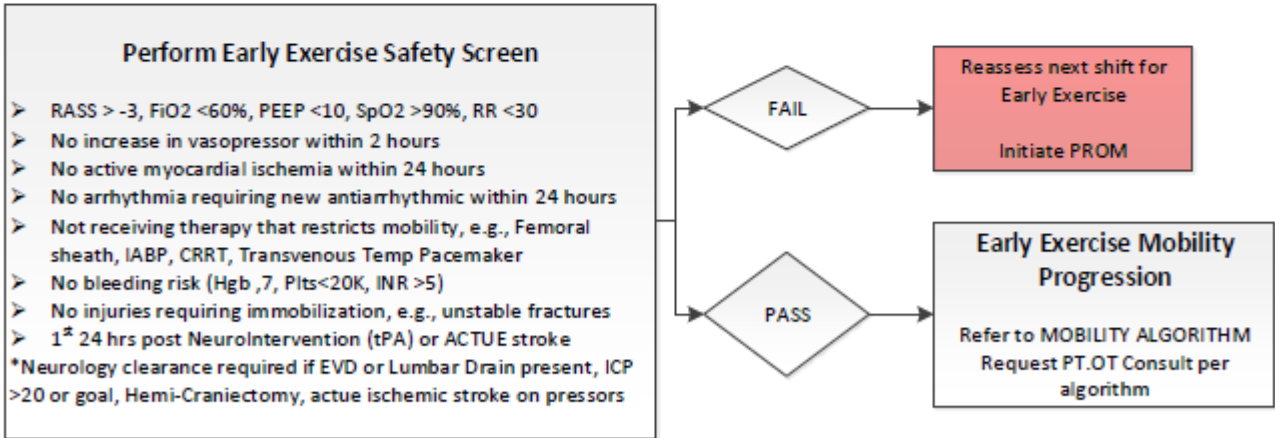 Perform Early Exercise Safety Screen
➢ RASS > -3, FiO2 <60%, PEEP <10, SpO2 >90%, RR <30
➢ No increase in vasopressor within 2 hours
➢ No active myocardial ischemia within 24 hours
➢ No arrhythmia requiring new antiarrhythmic within 24 hours
➢ Not receiving therapy that restricts mobility, e.g., Femoral
sheath, IABP, CRRT, Transvenous Temp Pacemaker
➢ No bleeding risk (Hgb ,7, Plts<20K, INR >5)
➢ No injuries requiring immobilization, e.g., unstable fractures
➢ 1st 24 hrs post NeuroIntervention (tPA) or ACTUE stroke
*Neurology clearance required if EVD or Lumbar Drain present, ICP
>20 or goal, Hemi-Craniectomy, actue ischemic stroke on pressors
FAIL
Reassess next shift for
Early Exercise
Initiate PROM
PASS
Early Exercise Mobility
Progression
Refer to MOBILITY ALGORITHM
Request PT.OT Consult per
algorithm